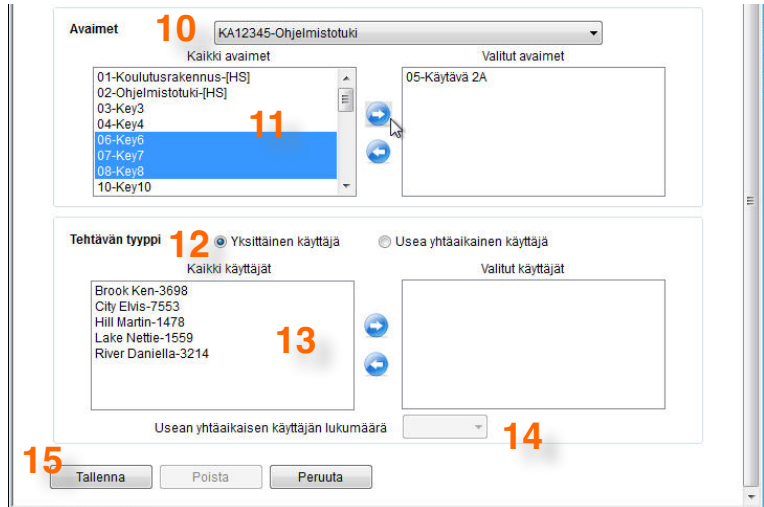 Avaimet 10 KA12345-Ohjelmistotuki
Kaikki avaimet Valitut avaimet
01-Koulutusrakennus-[HS] 05-Käytävä 2A
02-Ohjelmistotuki-[HS]
03-Key3
11
04-Key4
06-Key6
07-Key7
08-Key8
10-Key10
Tehtävän tyyppi 12 Yksittäinen käyttäjä Usea yhtäaikainen käyttäjä
Kaikki käyttäjät Valitut käyttäjät
Brook Ken-3698
City Elvis-7553
Hill Martin-1478
Lake Nettie-1559
13
River Daniella-3214
Usean yhtäaikaisen käyttäjän lukumäärä 14
15
Tallenna Poista Peruuta